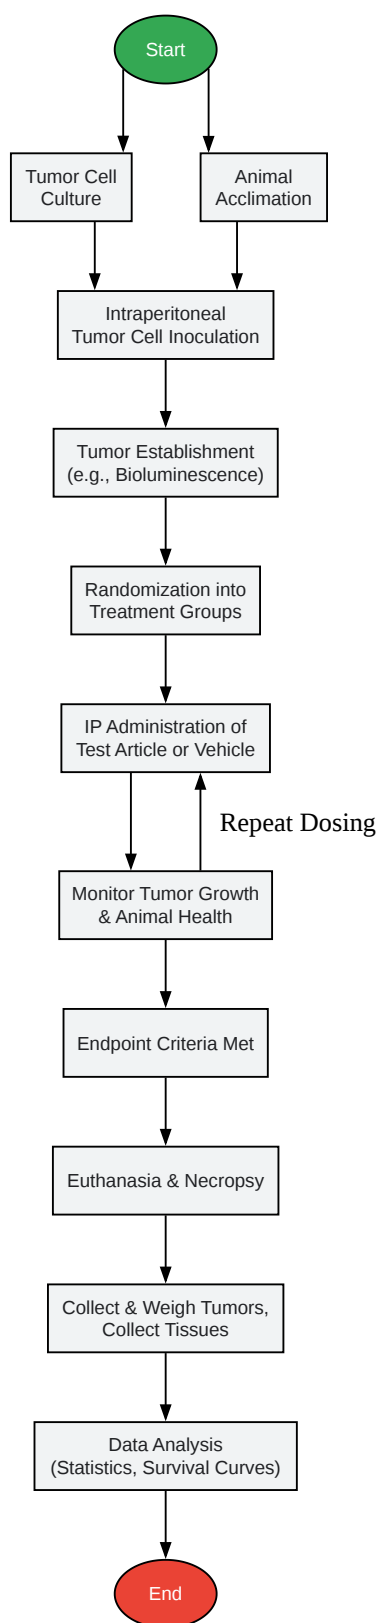 Start
Tumor Cell
Culture
Animal
Acclimation
Intraperitoneal
Tumor Cell Inoculation
Tumor Establishment
(e.g., Bioluminescence)
Randomization into
Treatment Groups
IP Administration of
Test Article or Vehicle
Repeat Dosing
Monitor Tumor Growth
& Animal Health
Endpoint Criteria Met
Euthanasia & Necropsy
Collect & Weigh Tumors,
Collect Tissues
Data Analysis
(Statistics, Survival Curves)
End